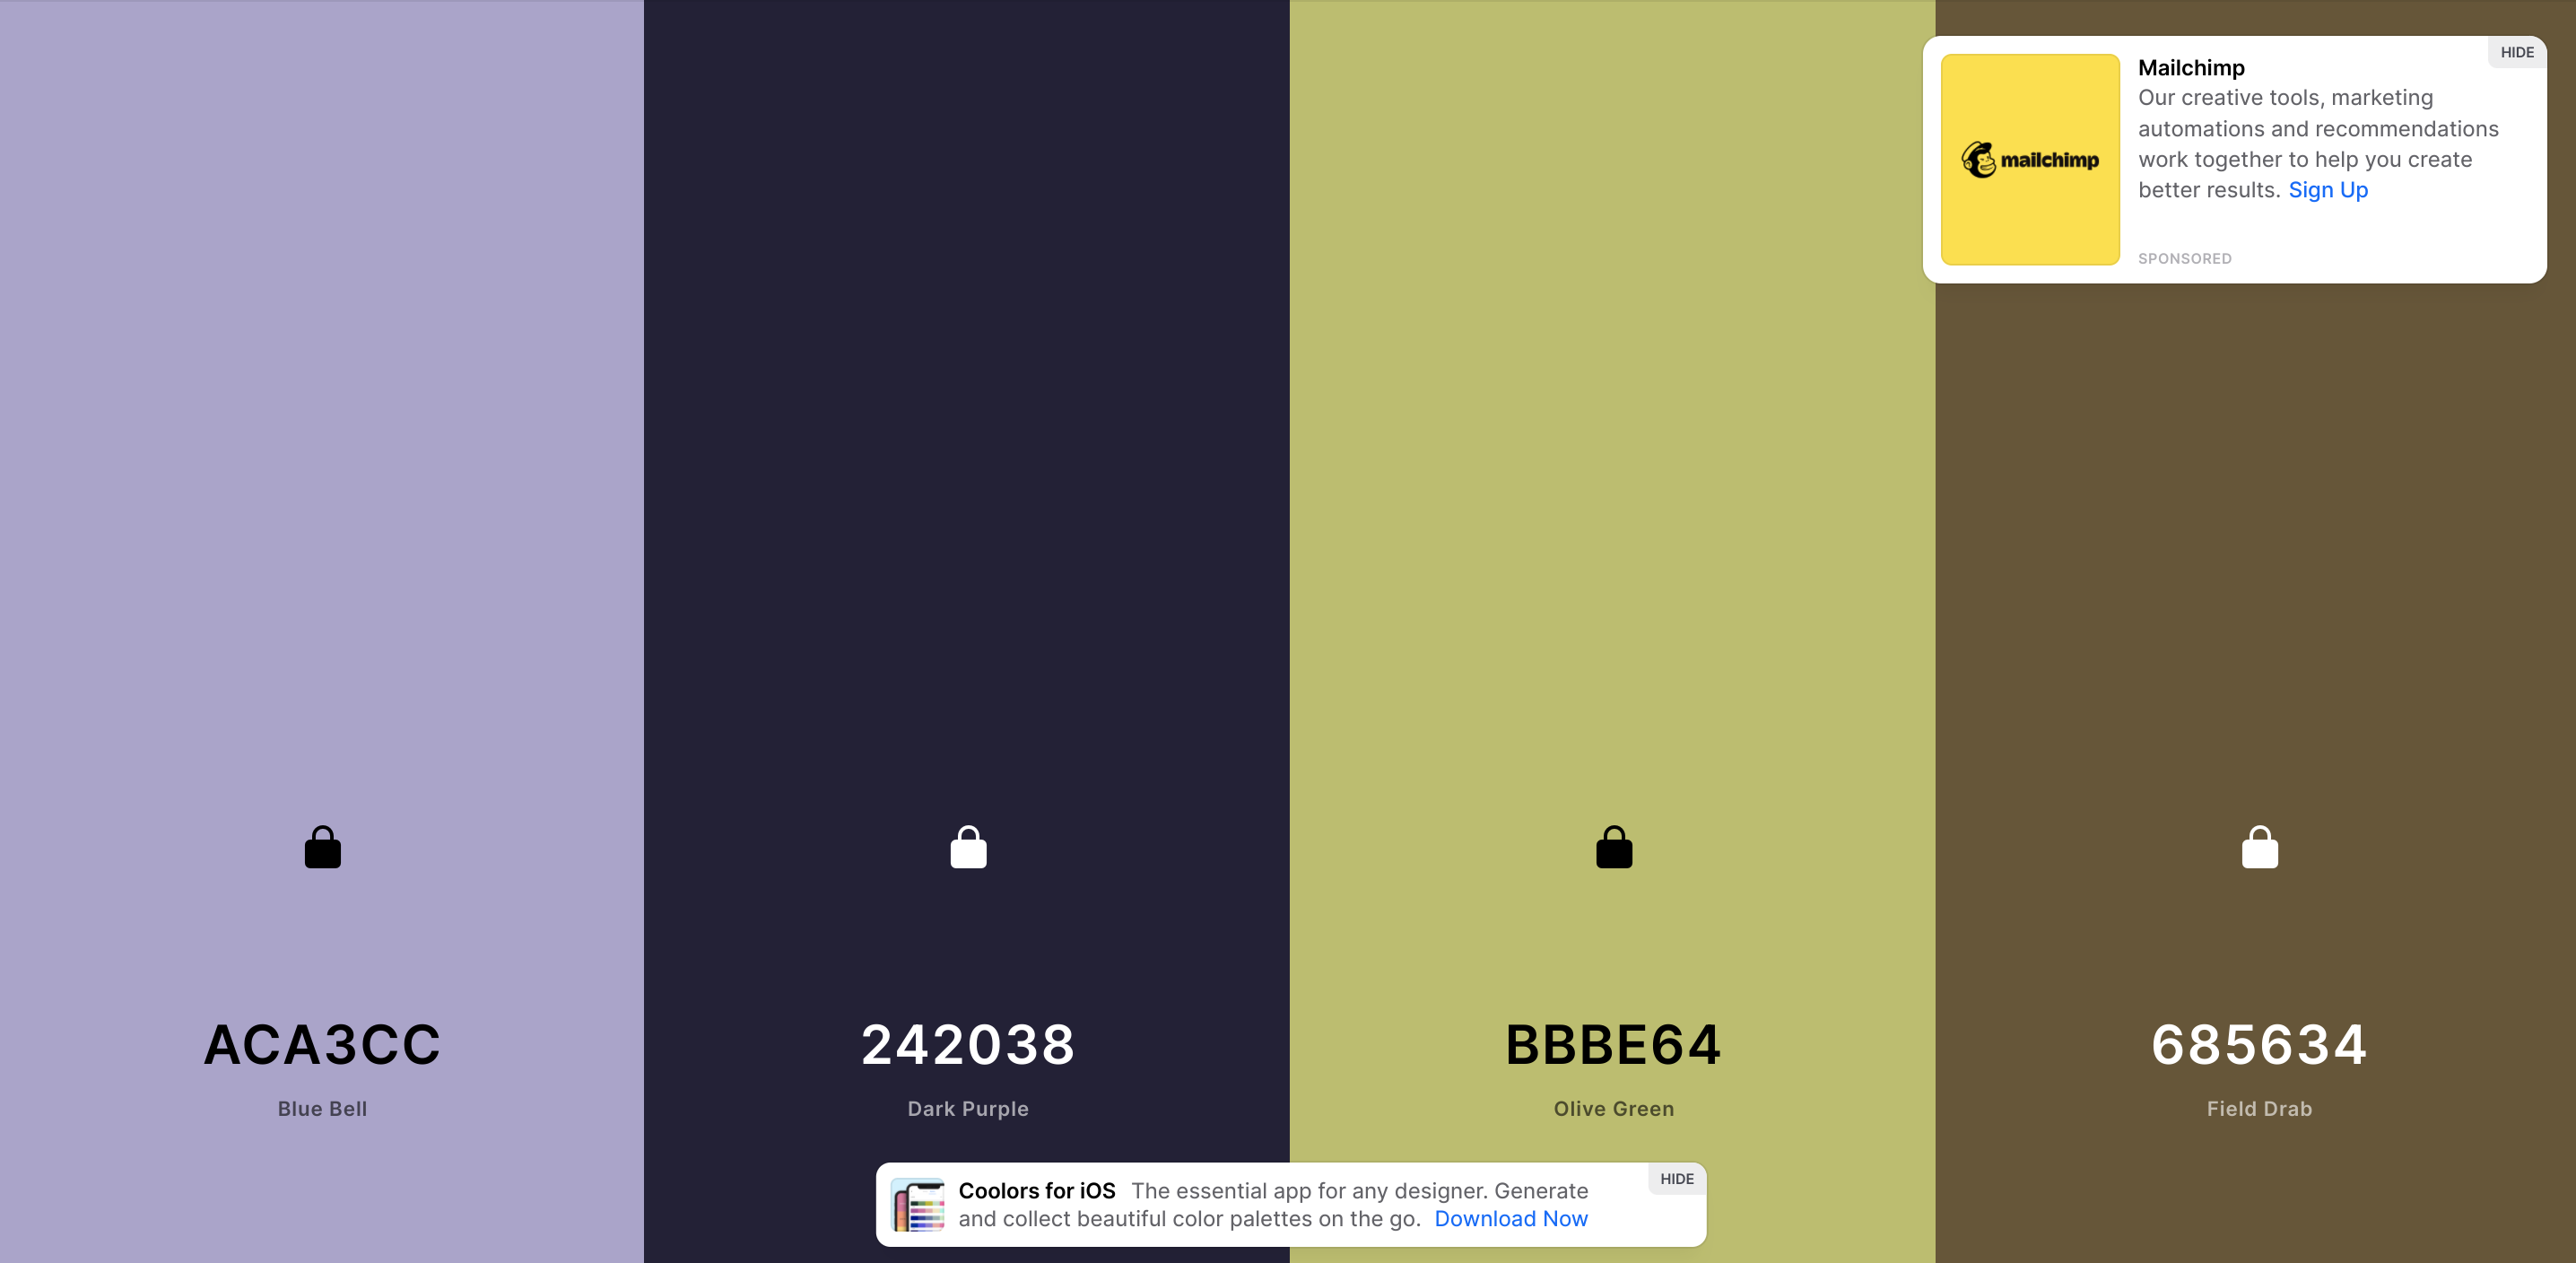 HIDE
Mailchimp
Our creative tools, marketing
automations and recommendations
work together to help you create
better results. Sign Up
mailchimp
SPONSORED
ACA3CC
Blue Bell
242038
Dark Purple
BBBE64
Olive Green
685634
Field Drab
HIDE
Coolors for iOS The essential app for any designer. Generate
and collect beautiful color palettes on the go. Download Now